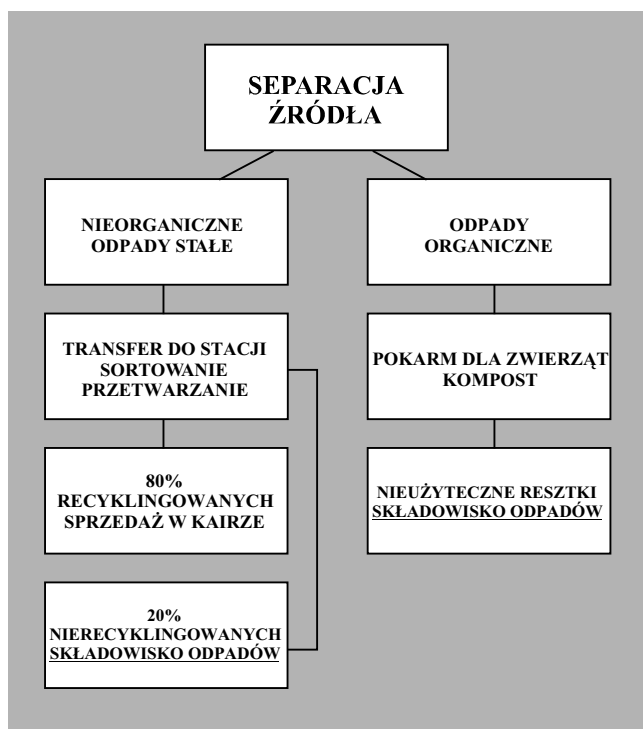 SEPARACJA
ŹRÓDŁA
NIEORGANICZNE
ODPADY STAŁE
ODPADY
ORGANICZNE
TRANSFER DO STACJI
SORTOWANIE
PRZETWARZANIE
POKARM DLA ZWIERZĄT
KOMPOST
80%
RECYKLINGOWANYCH
SPRZEDAŻ W KAIRZE
NIEUŻYTECZNE RESZTKI
SKŁADOWISKO ODPADÓW
20%
NIERECYKLINGOWANYCH
SKŁADOWISKO ODPADÓW